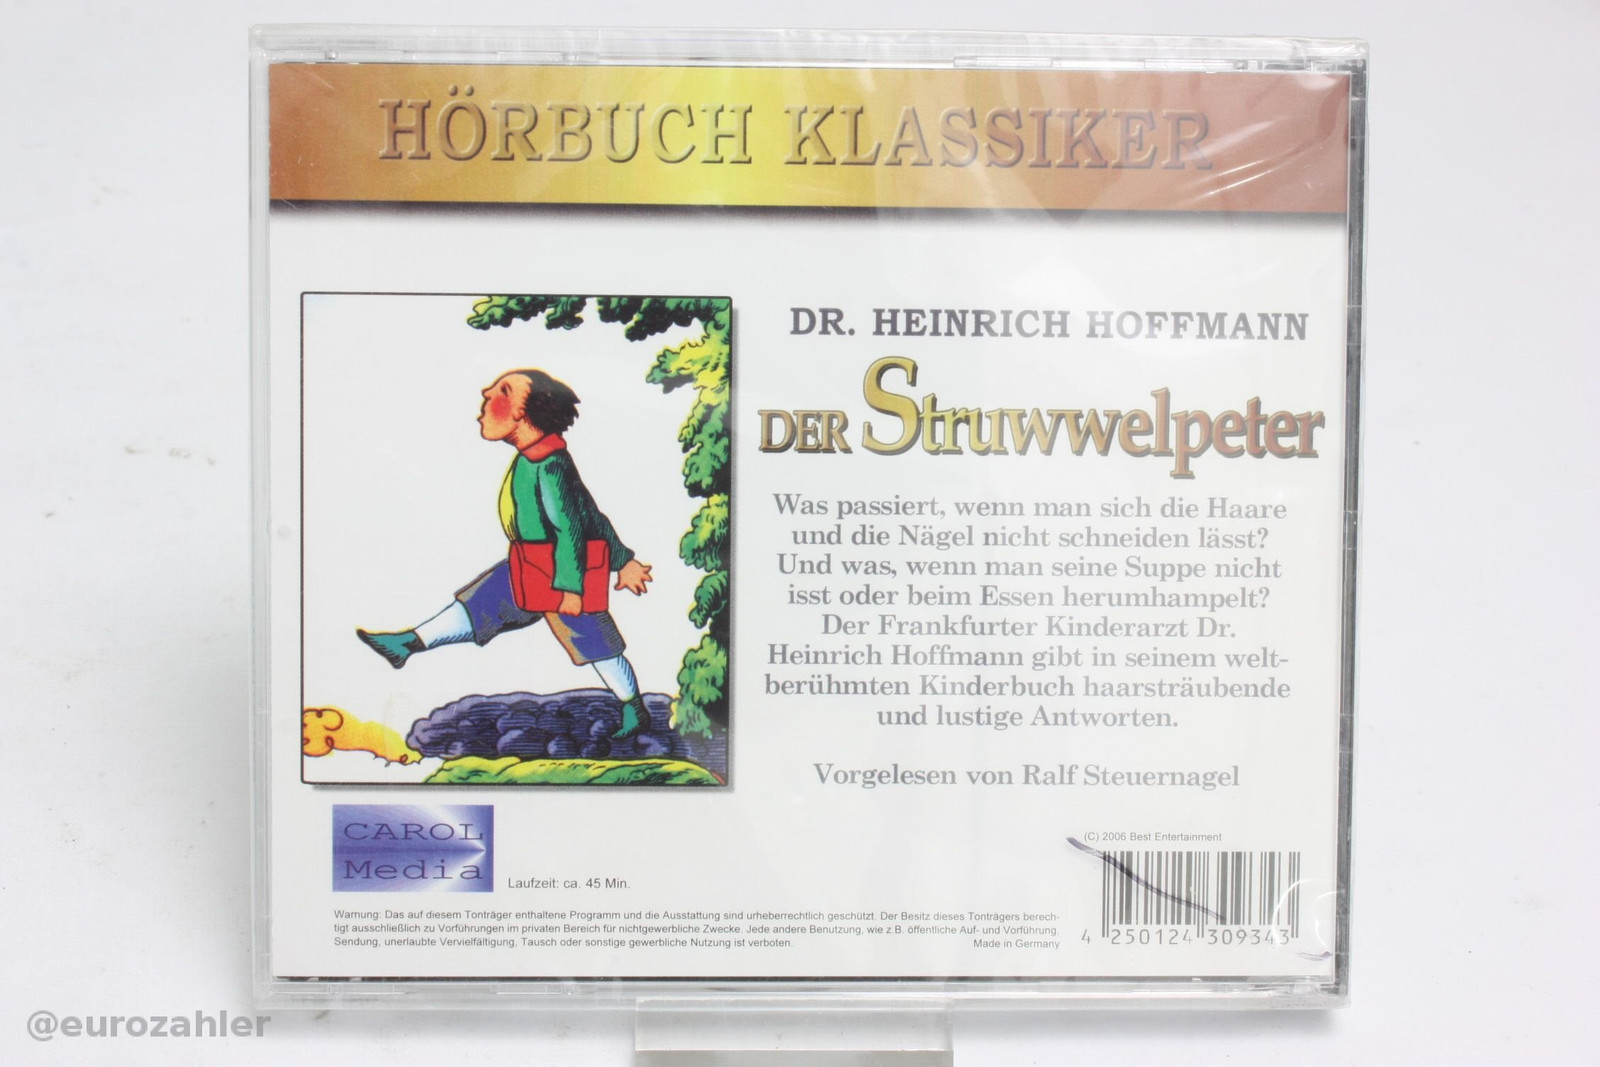 HÖRBUCH KLASSIKER
DR. HEINRICH HOFFMANN
DER Struwwelpeter
Was passiert, wenn man sich die Haare
und die Nägel nicht schneiden lässt?
Und was, wenn man seine Suppe nicht
isst oder beim Essen herumhampelt?
Der Frankfurter Kinderarzt Dr.
Heinrich Hoffmann gibt in seinem welt-
berühmten Kinderbuch haarsträubende
und lustige Antworten.
Vorgelesen von Ralf Steuernagel
CAROL
Media
Laufzeit: ca. 45 Min.
(C) 2006 Best Entertainment
Warnung: Das auf diesem Tonträger enthaltene Programm und die Ausstattung sind urheberrechtlich geschützt. Der Besitz dieses Tonträgers berech-
tigt ausschließlich zu Vorführungen im privaten Bereich für nichtgewerbliche Zwecke. Jede andere Benutzung, wie z.B. öffentliche Auf- und Vorführung,
Sendung, unerlaubte Vervielfältigung, Tausch oder sonstige gewerbliche Nutzung ist verboten.
Made in Germany
4 250124 309343
@eurozahler